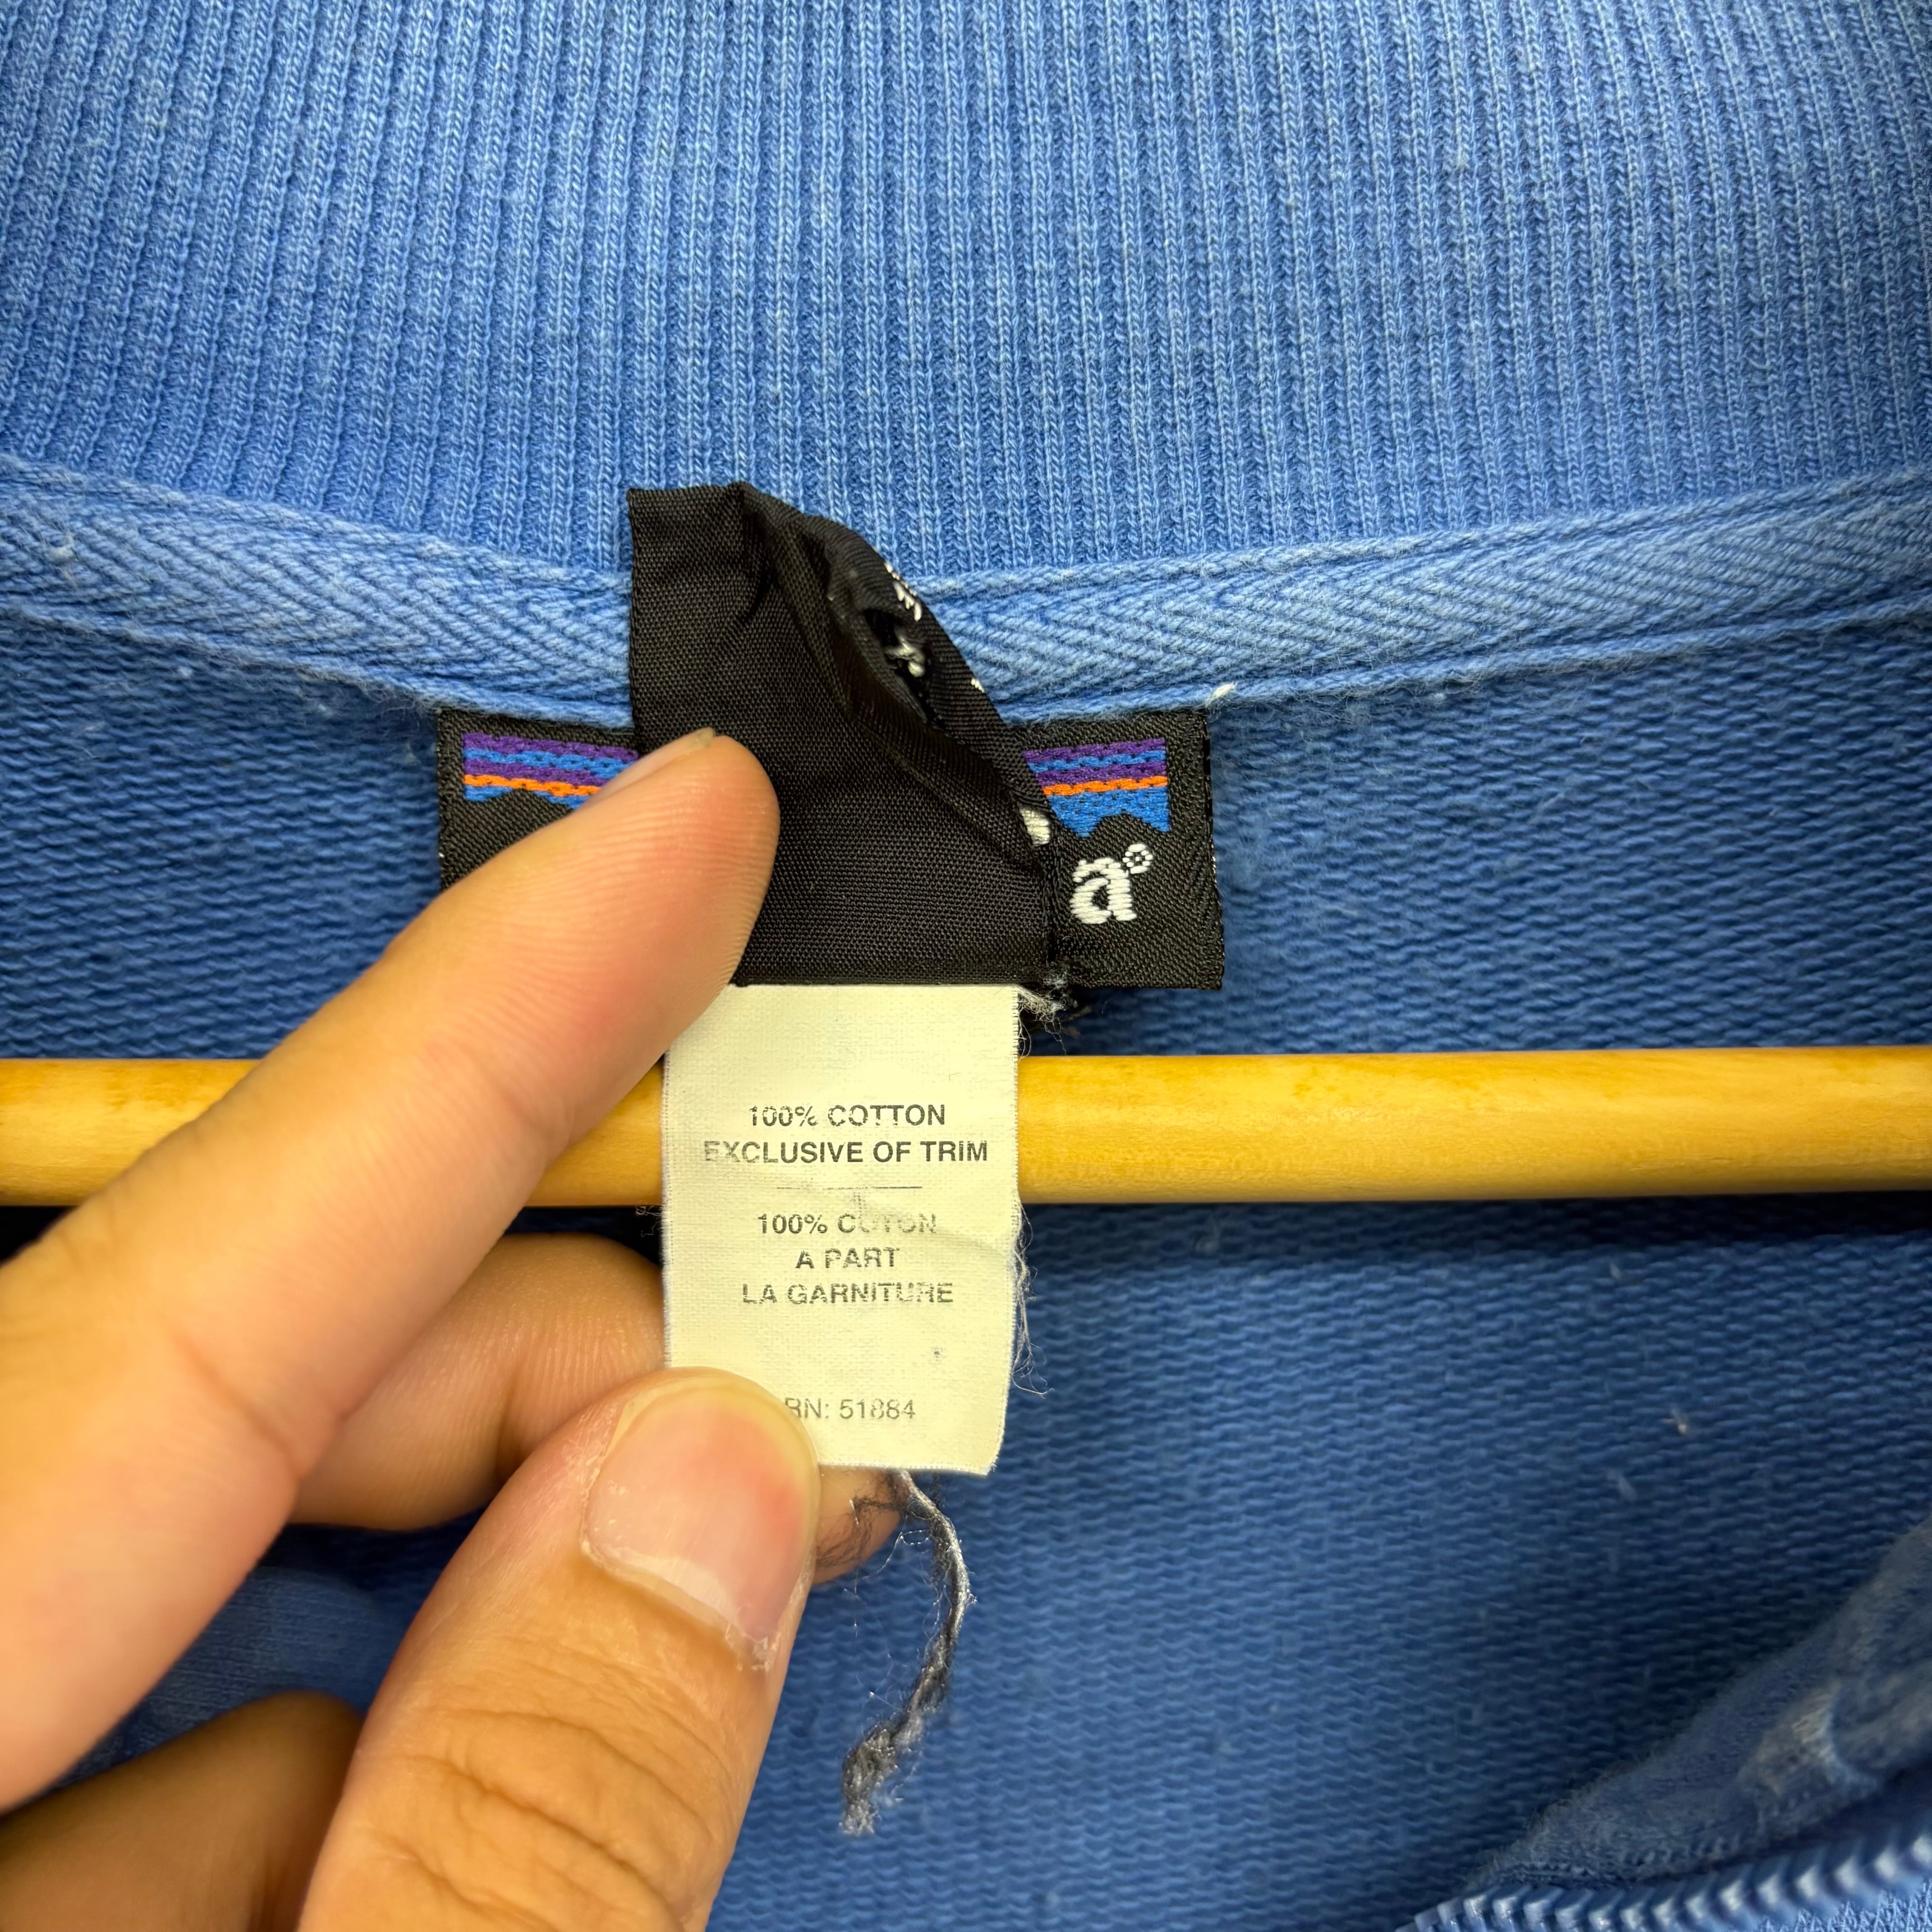 a®
100% COTTON
EXCLUSIVE OF TRIM
100% COTON
A PART
LA GARNITURE
RN: 51884